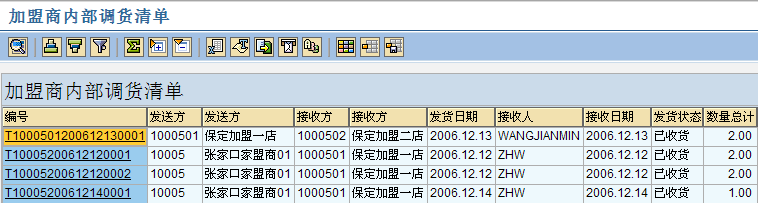 加盟商内部调货清单
加盟商内部调货清单
编号 发送方 发送方 接收方 接收方 发货日期 接收人 接收日期 发货状态 数量总计
T1000501200612130001 1000501 保定加盟一店 1000502 保定加盟二店 2006.12.13 WANGJIANMIN 2006.12.13 已收货 2.00
T10005200612120001 10005 张家口家盟商01 1000501 保定加盟一店 2006.12.12 ZHW 2006.12.12 已收货 2.00
T10005200612120002 10005 张家口家盟商01 1000501 保定加盟一店 2006.12.12 ZHW 2006.12.12 已收货 2.00
T10005200612140001 10005 张家口家盟商01 1000501 保定加盟一店 2006.12.14 ZHW 2006.12.14 已收货 1.00